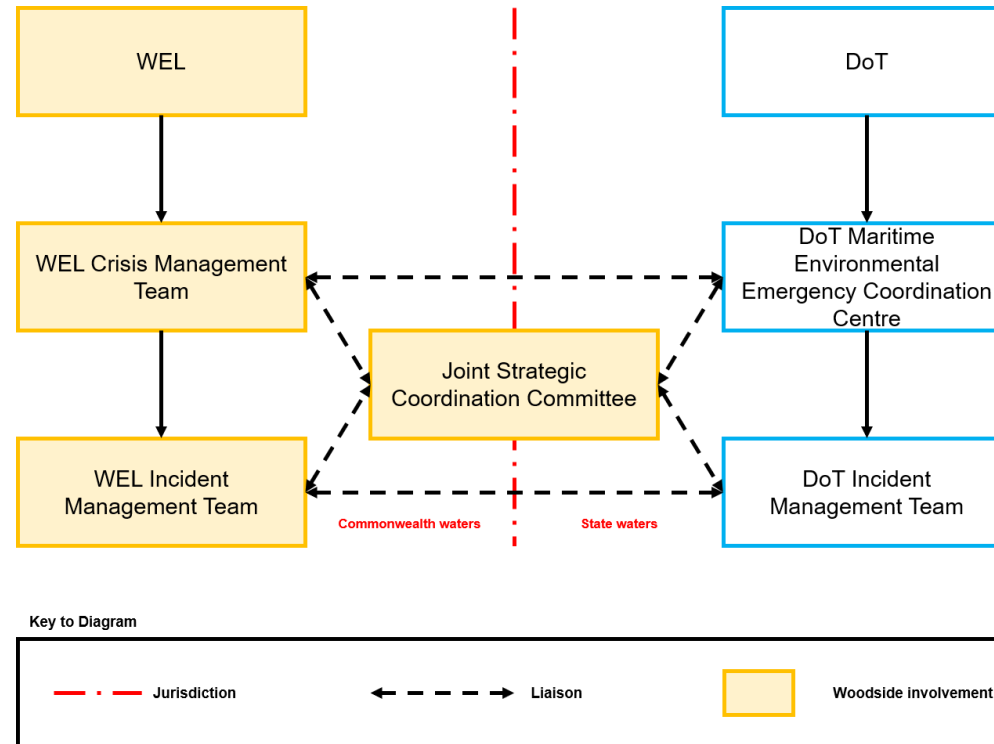 WEL
DoT
WEL Crisis Management
Team
DoT Maritime
Environmental
Emergency Coordination
Centre
Joint Strategic
Coordination Committee
WEL Incident
Management Team
DoT Incident
Management Team
Commonwealth waters
State waters
Key to Diagram
Jurisdiction
Liaison
Woodside involvement